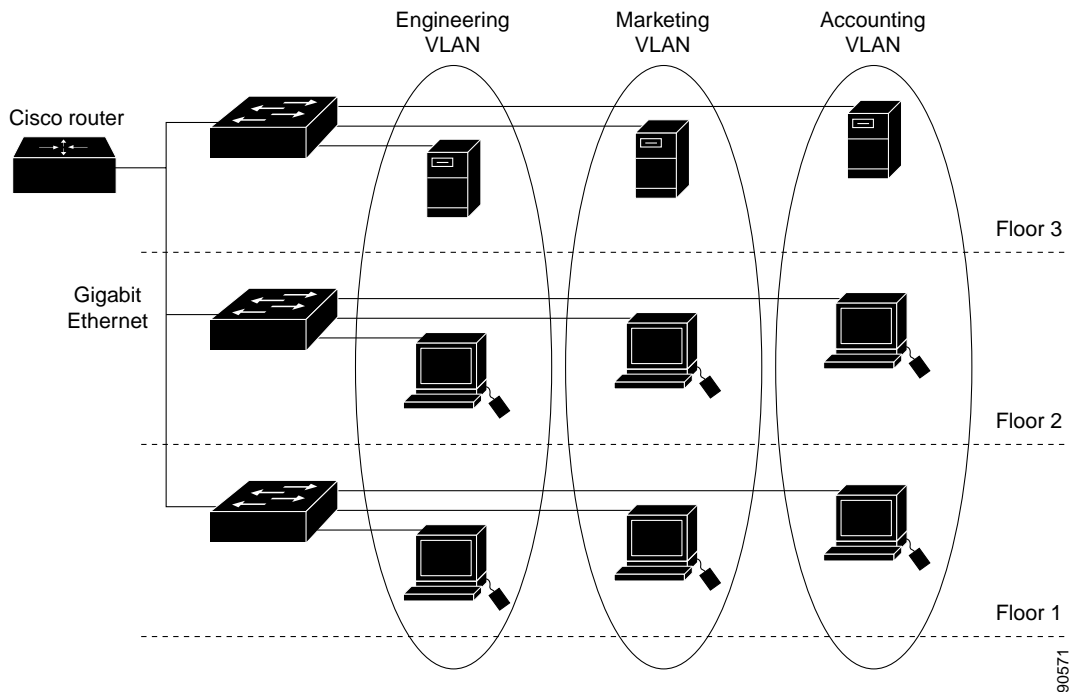 Engineering
VLAN
Marketing
VLAN
Accounting
VLAN
Cisco router
Floor 3
Gigabit
Ethernet
Floor 2
Floor 1
90571